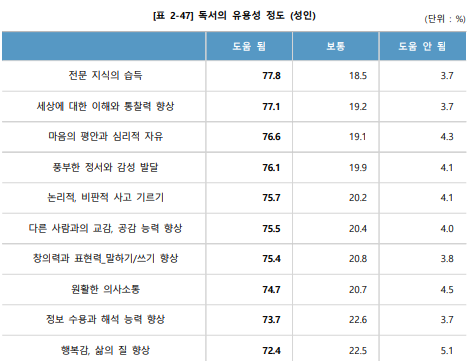 [표 2-47] 독서의 유용성 정도 (성인)
(단위 : %)
도움 됨 보통 도움 안 됨
전문 지식의 습득 77.8 18.5 3.7
세상에 대한 이해와 통찰력 향상 77.1 19.2 3.7
마음의 평안과 심리적 자유 76.6 19.1 4.3
풍부한 정서와 감성 발달 76.1 19.9 4.1
논리적, 비판적 사고 기르기 75.7 20.2 4.1
다른 사람과의 교감, 공감 능력 향상 75.5 20.4 4.0
창의력과 표현력_말하기/쓰기 향상 75.4 20.8 3.8
원활한 의사소통 74.7 20.7 4.5
정보 수용과 해석 능력 향상 73.7 22.6 3.7
행복감, 삶의 질 향상 72.4 22.5 5.1